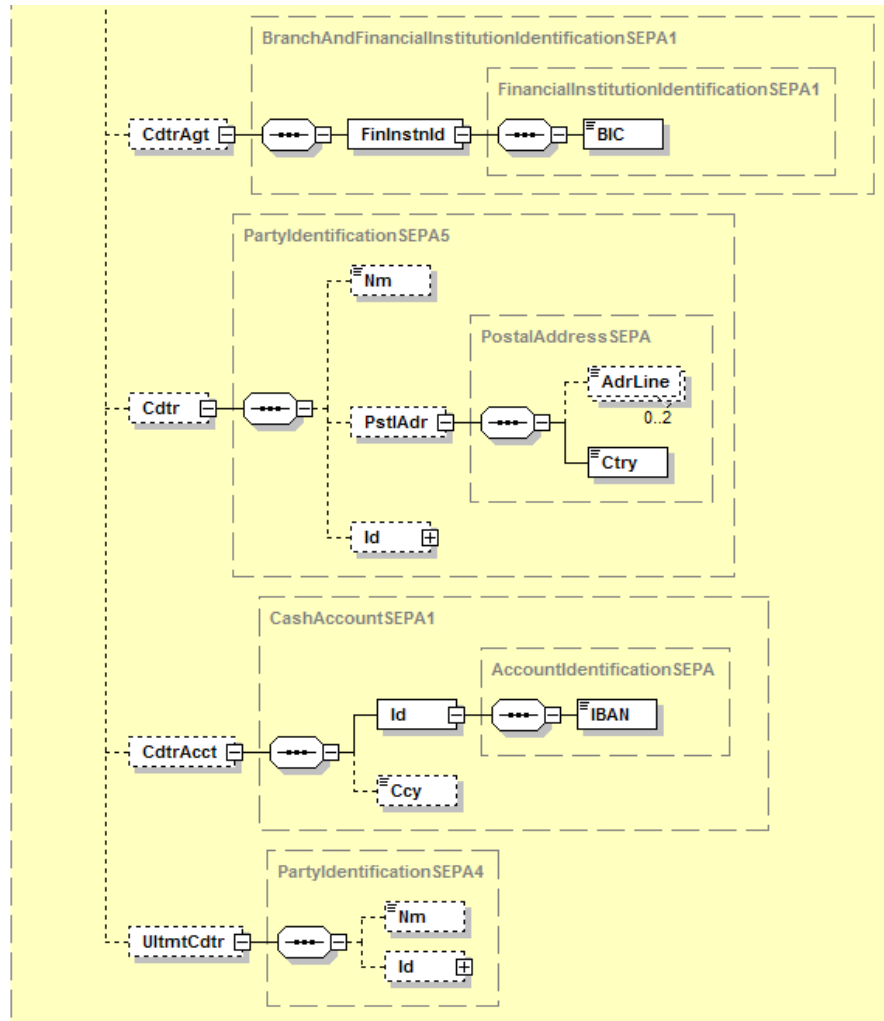 BranchAndFinancialInstitutionIdentificationSEPA1
FinancialInstitutionIdentificationSEPA1
CdtrAgt
FinInstnId
BIC
PartyIdentificationSEPA5
Nm
PostalAddressSEPA
AdrLine
0..2
Cdtr
PstlAdr
Ctry
Id
CashAccountSEPA1
AccountIdentificationSEPA
Id
IBAN
CdtrAcct
Ccy
PartyIdentificationSEPA4
Nm
UltmtCdtr
Id